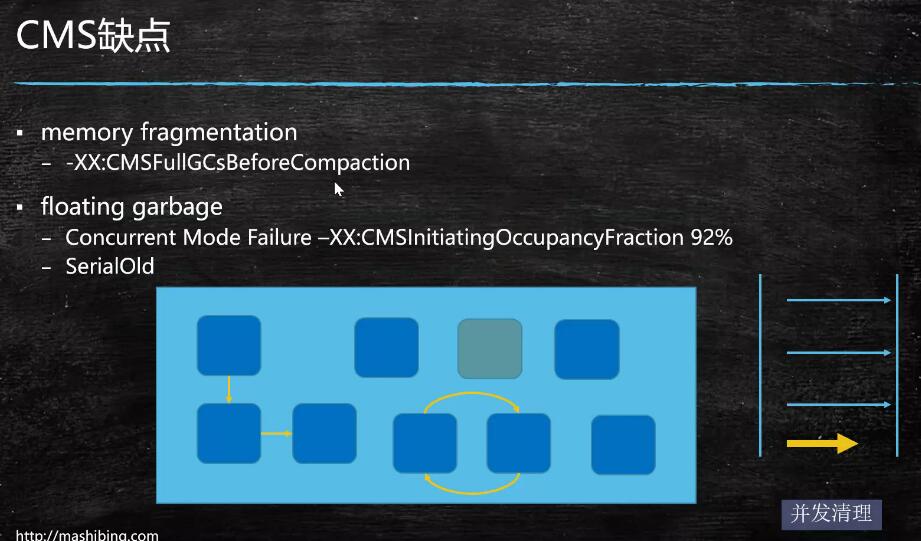 CMS缺点
▪ memory fragmentation
– -XX:CMSFullGCsBeforeCompaction
▪ floating garbage
– Concurrent Mode Failure –XX:CMSInitiatingOccupancyFraction 92%
– SerialOld
并发清理
http://mashibing.com